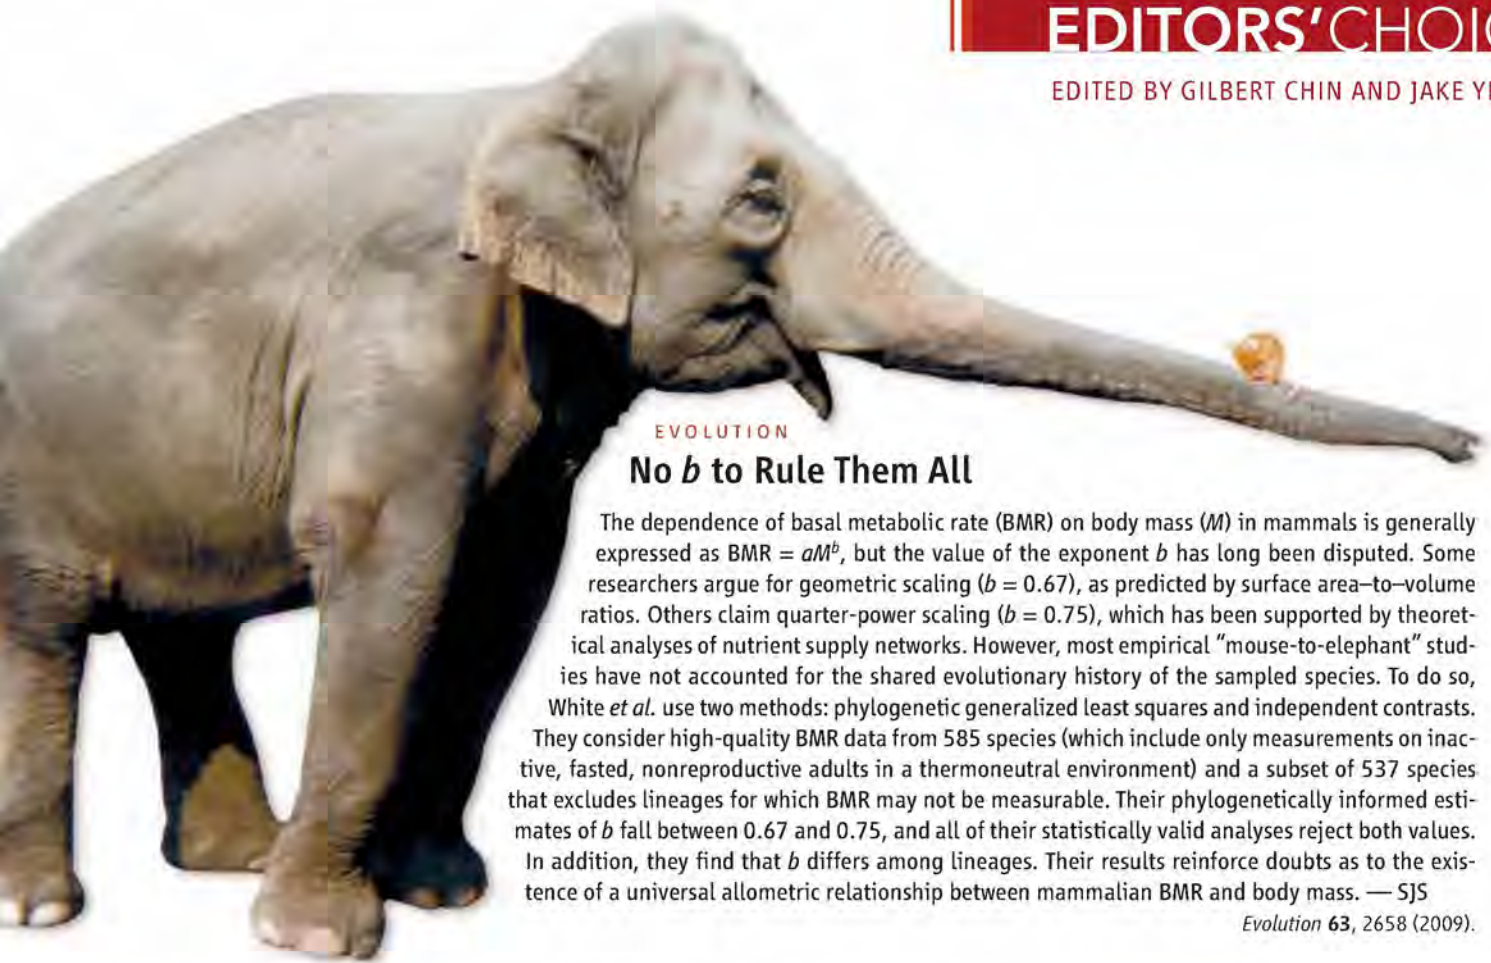 EDITORS'CHOIC
EDITED BY GILBERT CHIN AND JAKE Y
EVOLUTION
No b to Rule Them All
The dependence of basal metabolic rate (BMR) on body mass (M) in mammals is generally
expressed as BMR = aMᵇ, but the value of the exponent b has long been disputed. Some
researchers argue for geometric scaling (b = 0.67), as predicted by surface area–to–volume
ratios. Others claim quarter-power scaling (b = 0.75), which has been supported by theoret-
ical analyses of nutrient supply networks. However, most empirical "mouse-to-elephant" stud-
ies have not accounted for the shared evolutionary history of the sampled species. To do so,
White et al. use two methods: phylogenetic generalized least squares and independent contrasts.
They consider high-quality BMR data from 585 species (which include only measurements on inac-
tive, fasted, nonreproductive adults in a thermoneutral environment) and a subset of 537 species
that excludes lineages for which BMR may not be measurable. Their phylogenetically informed esti-
mates of b fall between 0.67 and 0.75, and all of their statistically valid analyses reject both values.
In addition, they find that b differs among lineages. Their results reinforce doubts as to the exis-
tence of a universal allometric relationship between mammalian BMR and body mass. — SJS
Evolution 63, 2658 (2009).